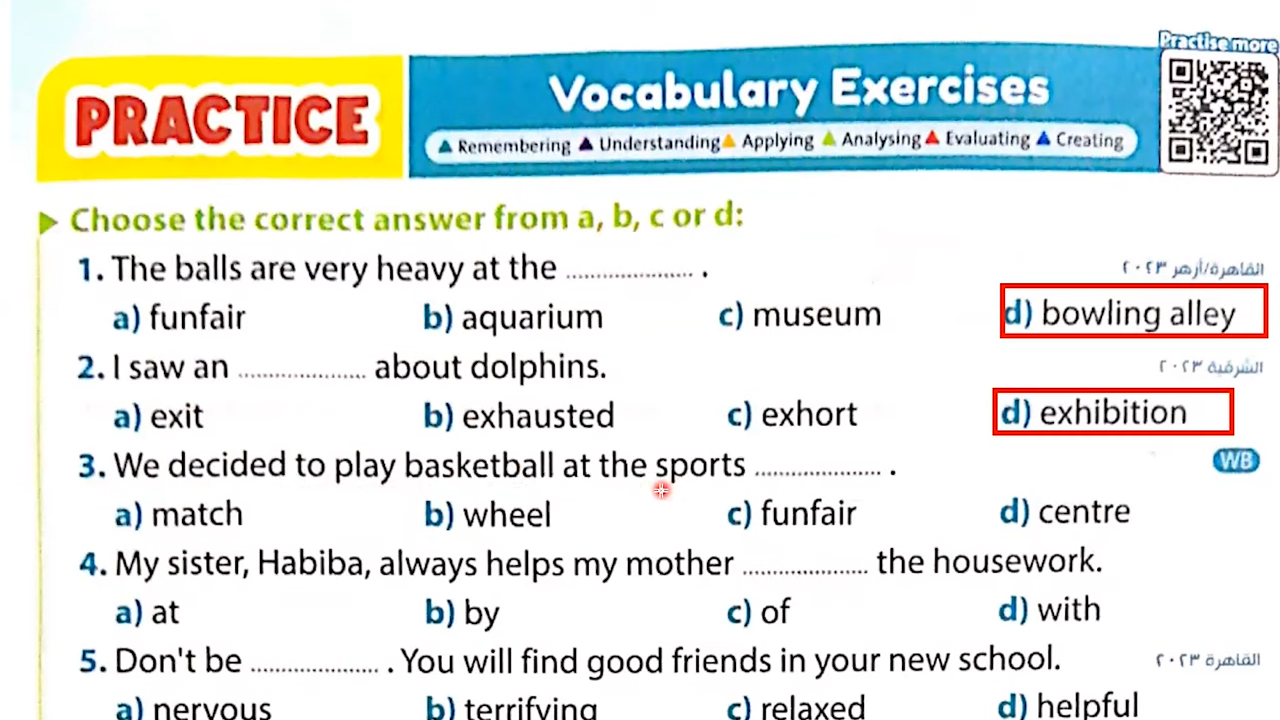 Practise more
PRACTICE
Vocabulary Exercises
Remembering Understanding Applying Analysing Evaluating Creating
Choose the correct answer from a, b, c or d:
1. The balls are very heavy at the .................... .
القاهرة/أزهر ٢٠٢٣
a) funfair b) aquarium c) museum d) bowling alley
2. I saw an .................... about dolphins.
الشرقية ٢٠٢٣
a) exit b) exhausted c) exhort d) exhibition
3. We decided to play basketball at the sports .................... .
WB
a) match b) wheel c) funfair d) centre
4. My sister, Habiba, always helps my mother .................... the housework.
a) at b) by c) of d) with
5. Don't be .................... . You will find good friends in your new school.
القاهرة ٢٠٢٣
a) nervous b) terrifying c) relaxed d) helpful